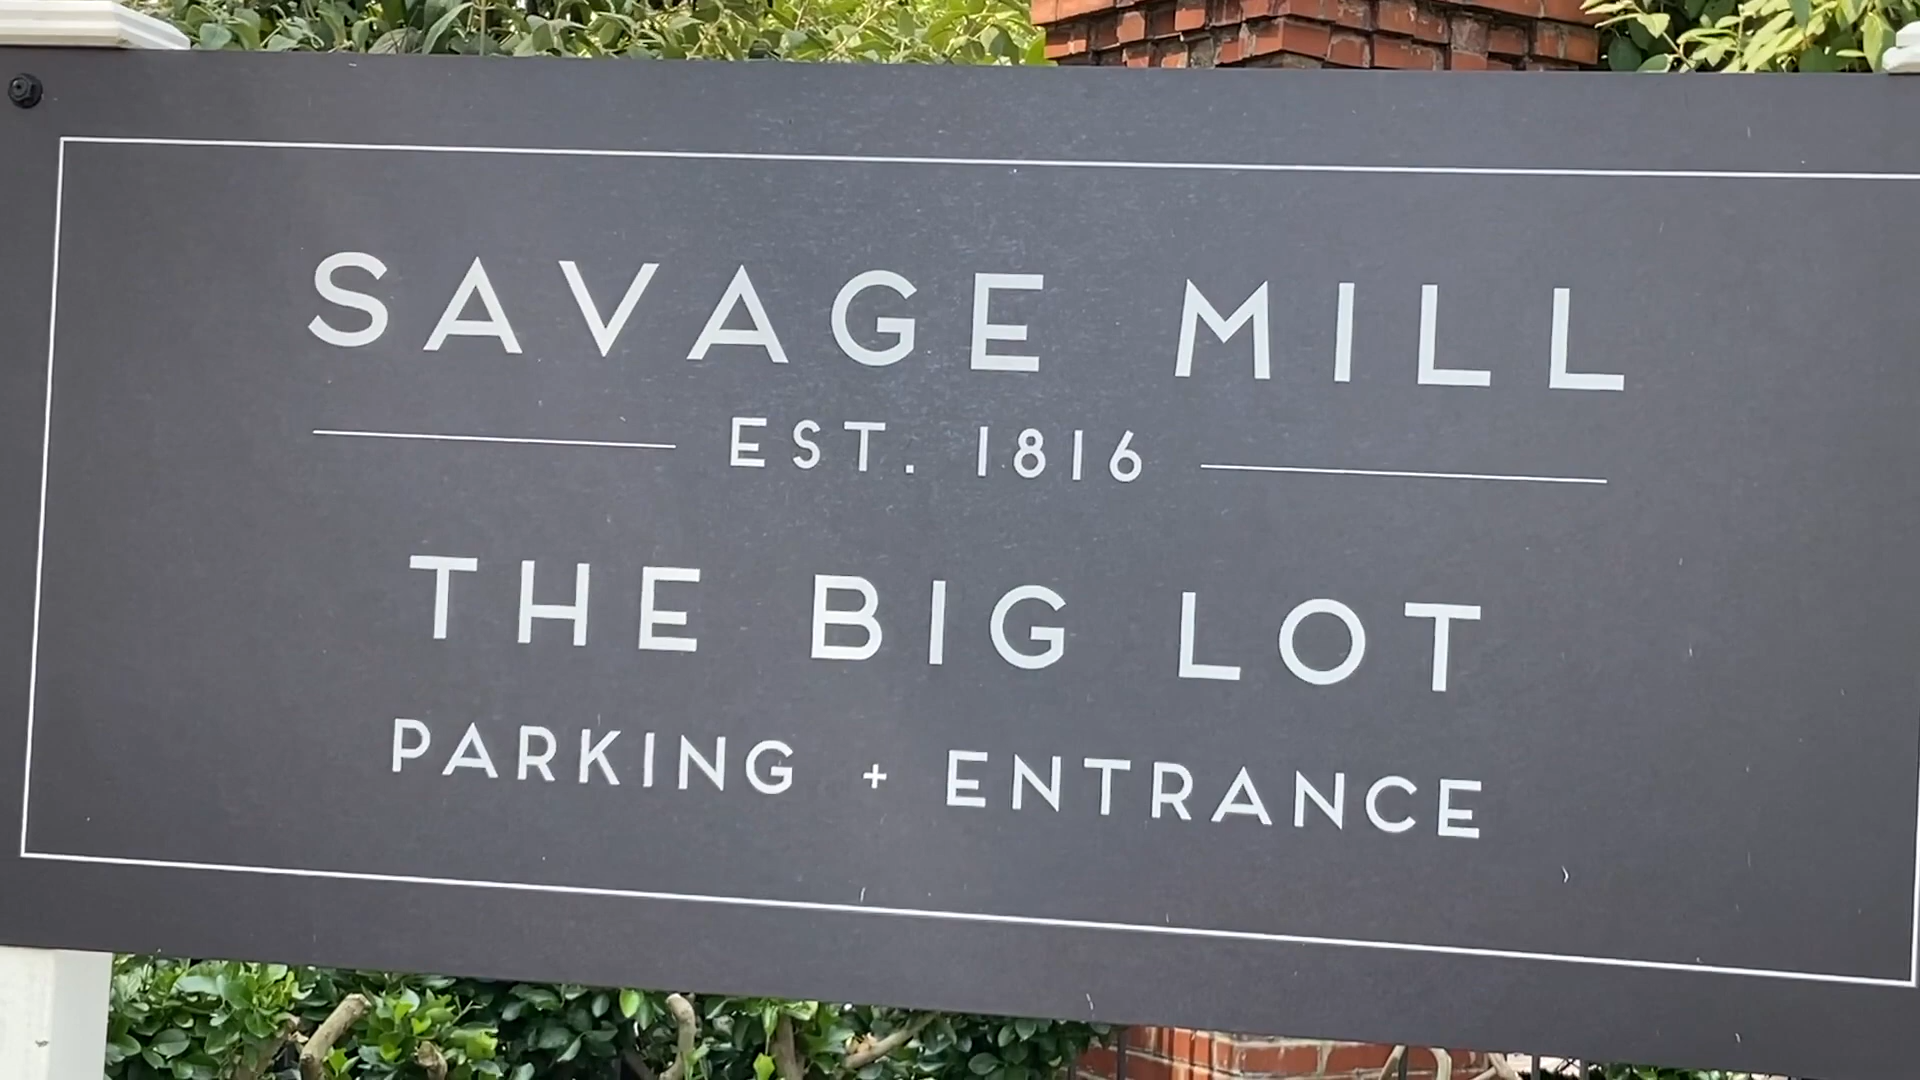 SAVAGE MILL
EST. 1816
THE BIG LOT
PARKING + ENTRANCE